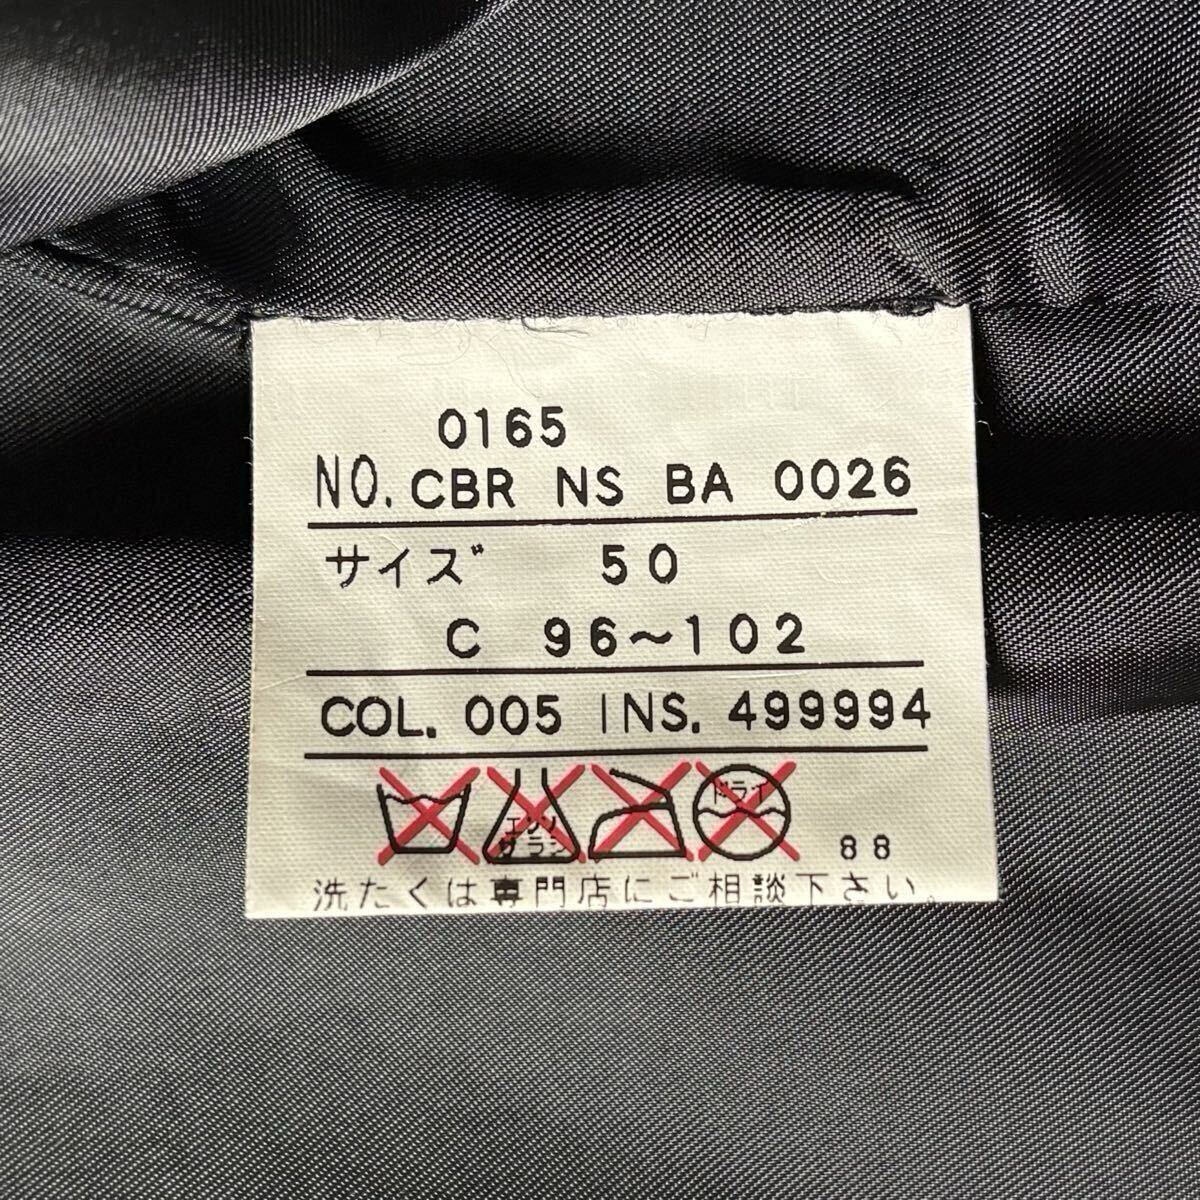 0165
NO. CBR NS BA 0026
サイズ 50
C 96~102
COL. 005 INS. 499994
エンソ ドライ
サラシ 88
洗たくは専門店にご相談下さい。